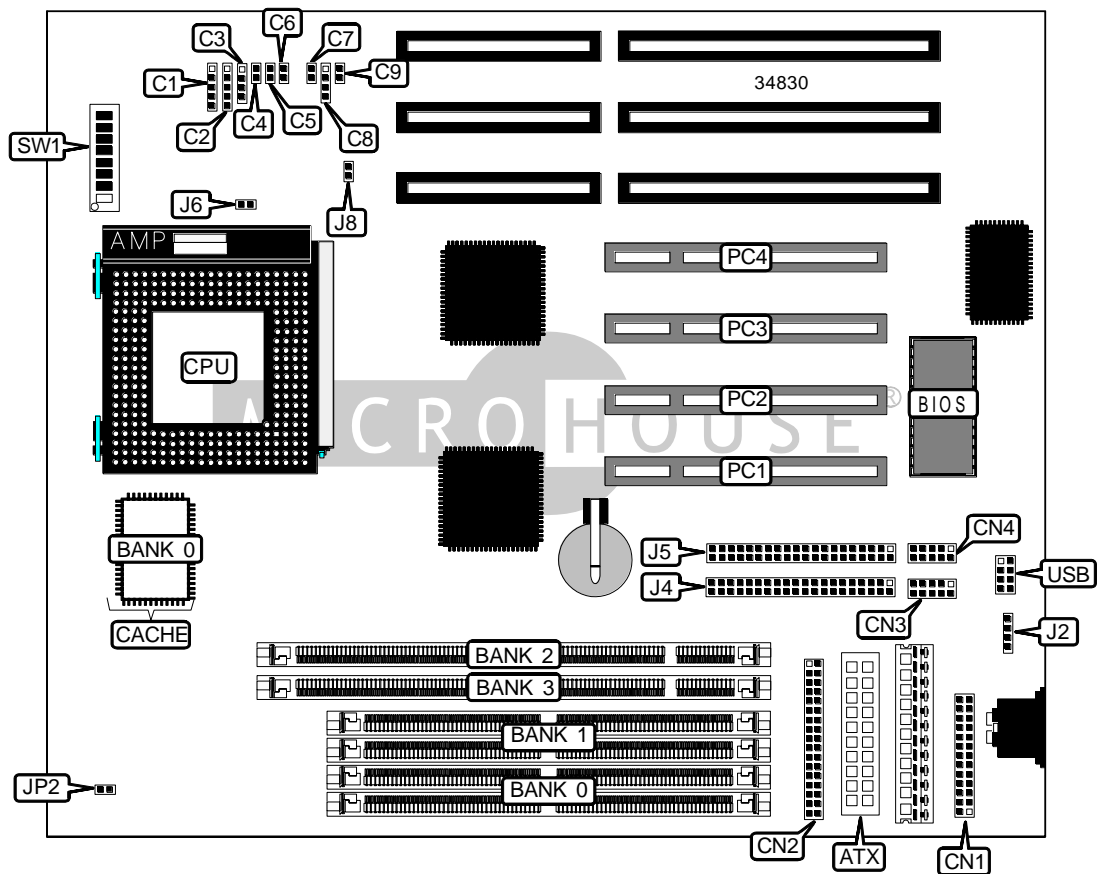 C6
C3
C7
C1
C9
34830
C2
C4
C5
C8
SW1
J6
J8
AMP
PC4
PC3
CPU
PC2
BIOS
MICROHOUSE®
PC1
BANK 0
CN4
J5
USB
J4
CN3
CACHE
J2
BANK 2
BANK 3
BANK 1
JP2
BANK 0
CN2
ATX
CN1